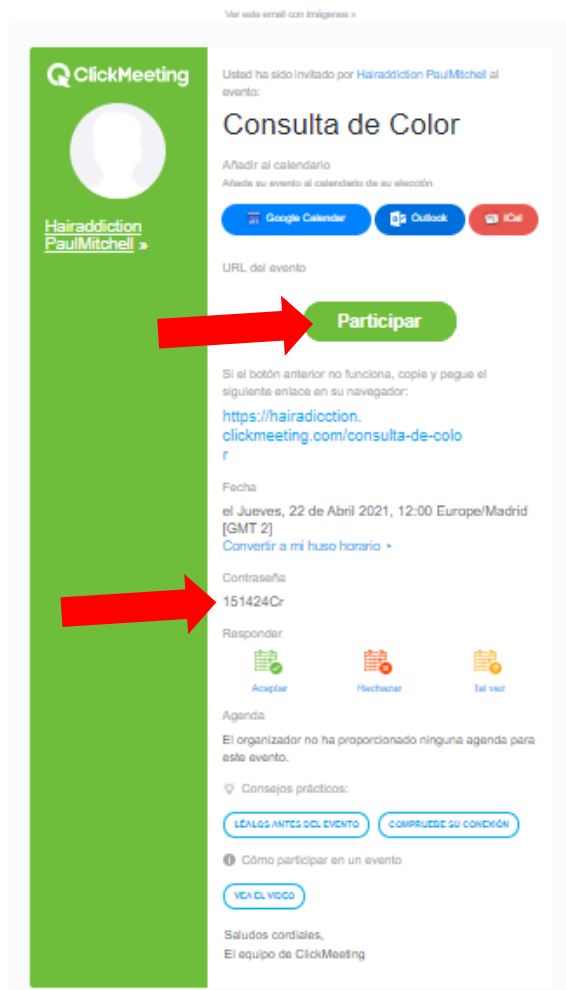 Ver este email con imágenes »
ClickMeeting
Usted ha sido invitado por Hairaddiction PaulMitchell al
evento:
Consulta de Color
Añadir al calendario
Añada su evento al calendario de su elección
Google Calendar
Outlook
iCal
Hairaddiction
PaulMitchell »
URL del evento
Participar
Si el botón anterior no funciona, copie y pegue el
siguiente enlace en su navegador:
https://hairadicction.
clickmeeting.com/consulta-de-colo
r
Fecha
el Jueves, 22 de Abril 2021, 12:00 Europe/Madrid
[GMT 2]
Convertir a mi huso horario ▸
Contraseña
151424Cr
Responder
Aceptar
Rechazar
Tal vez
Agenda
El organizador no ha proporcionado ninguna agenda para
este evento.
Consejos prácticos:
LÉALOS ANTES DEL EVENTO
COMPRUEBE SU CONEXIÓN
Cómo participar en un evento
VEA EL VIDEO
Saludos cordiales,
El equipo de ClickMeeting